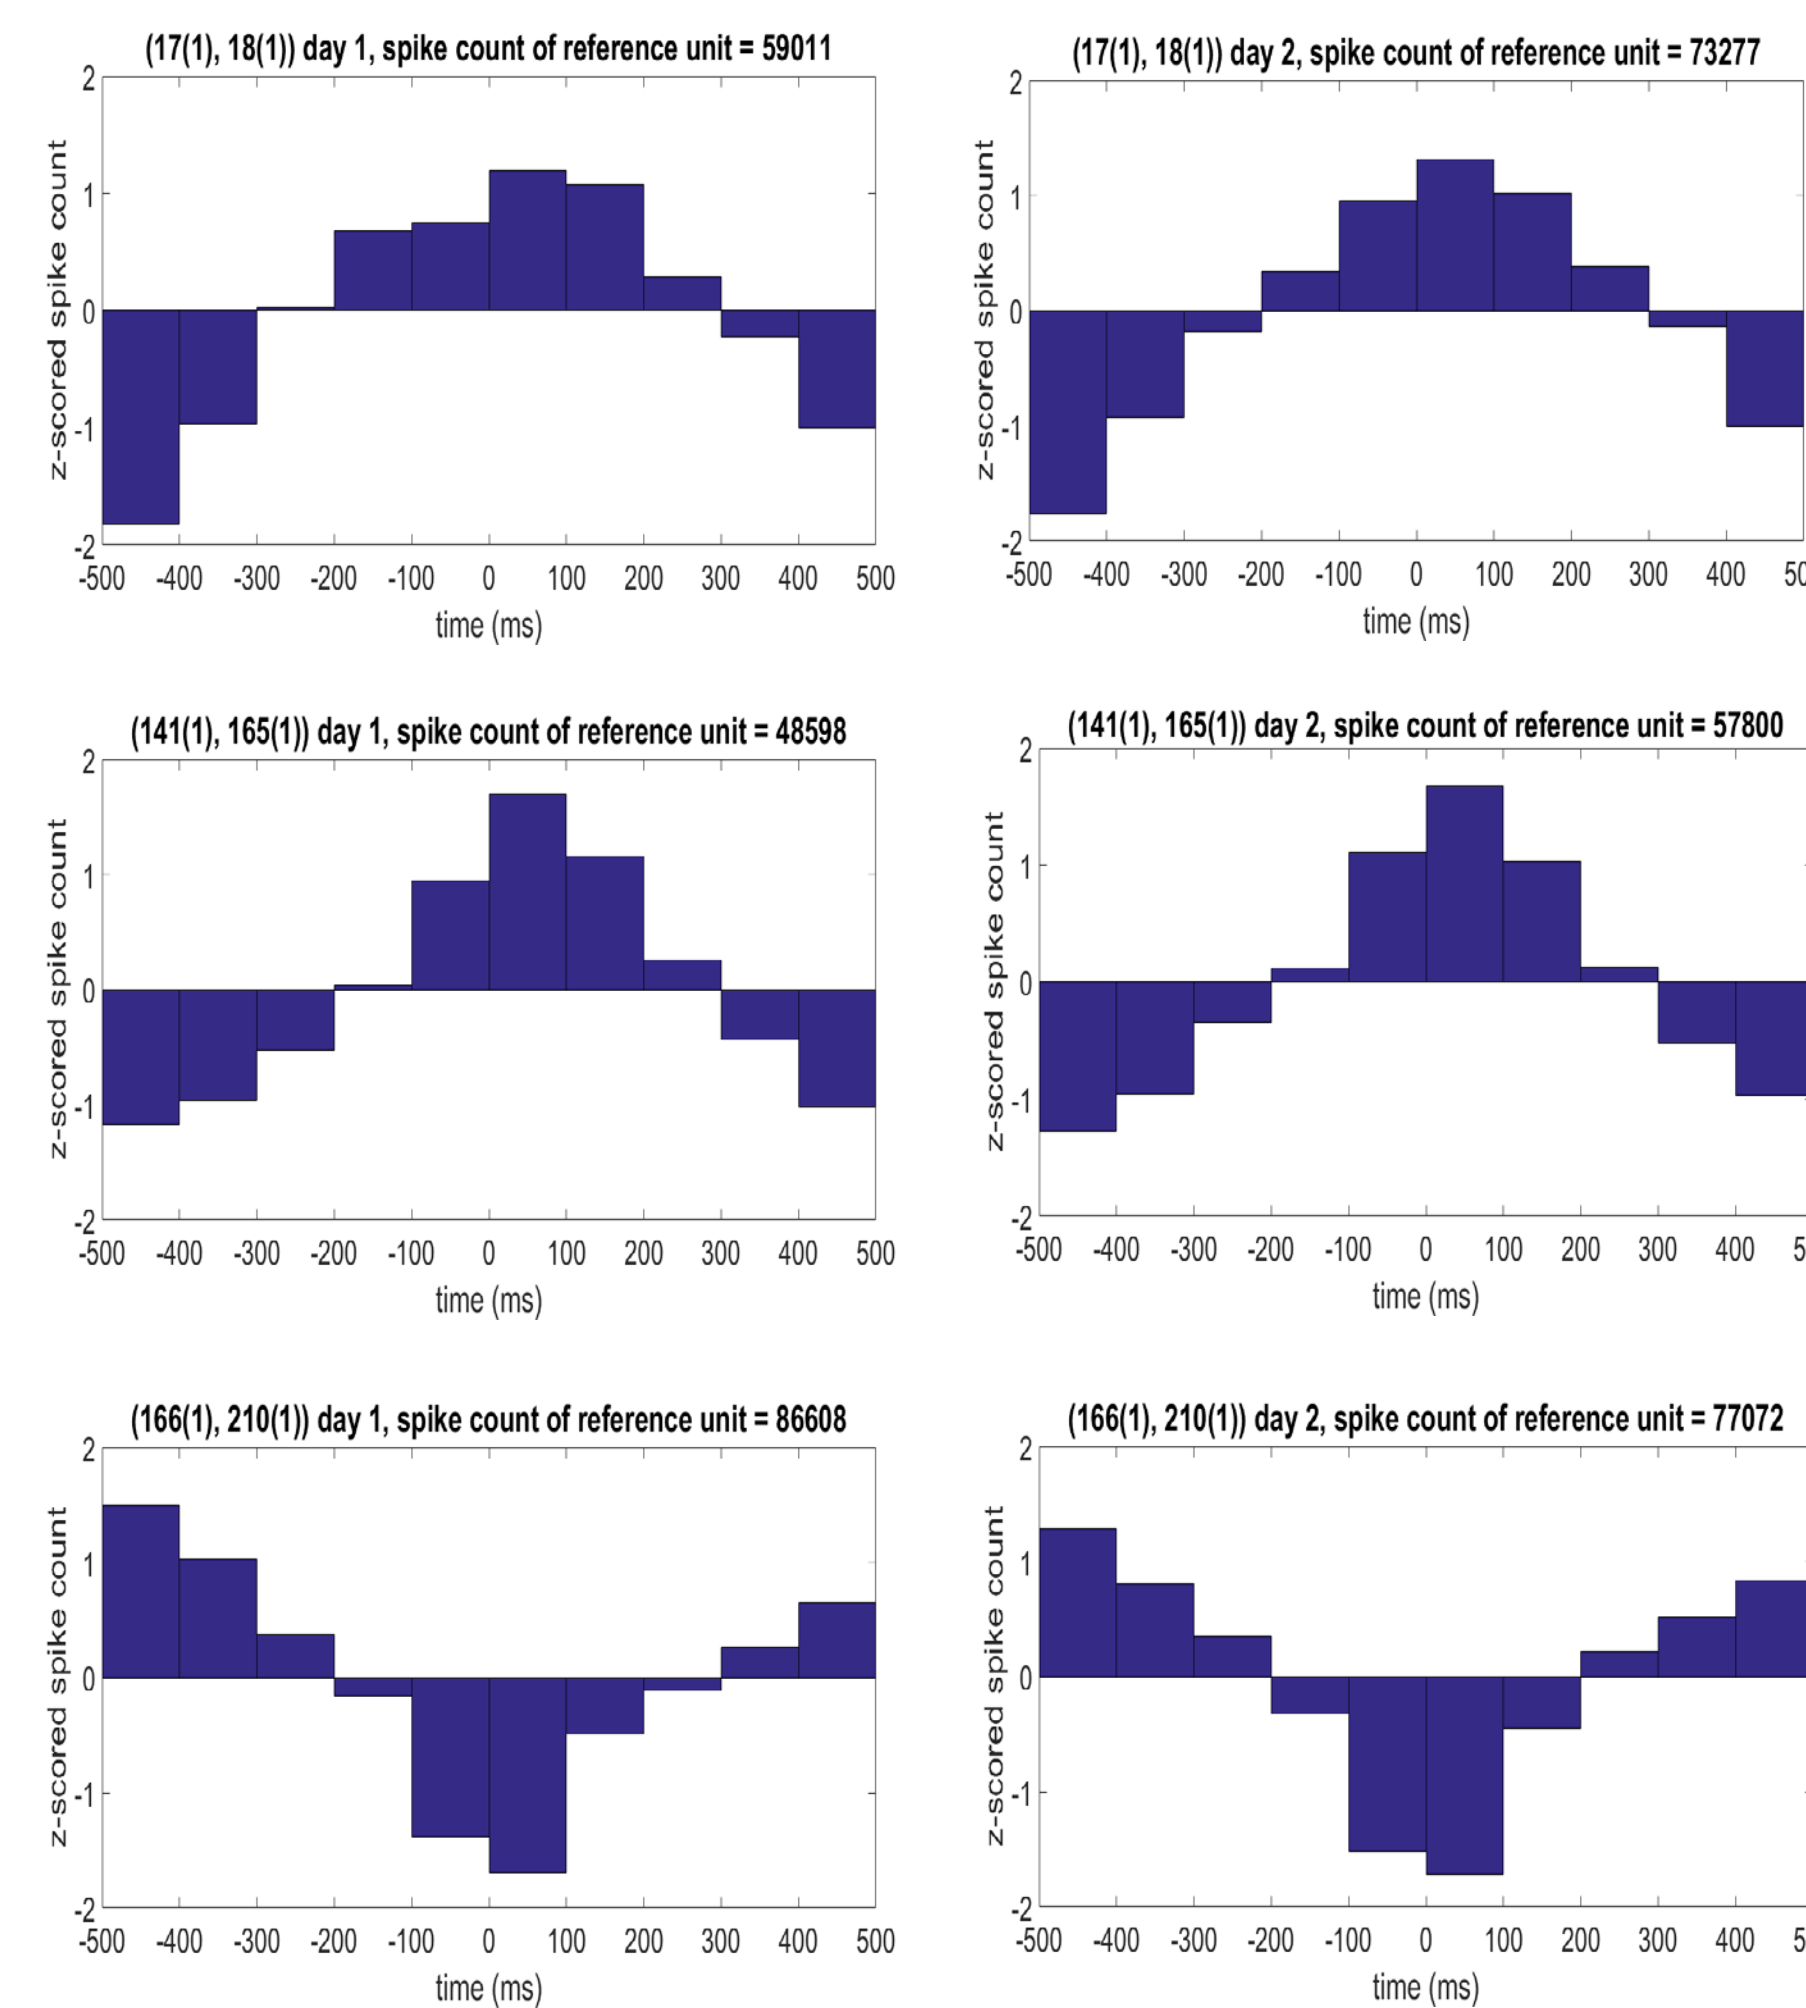 (17(1), 18(1)) day 1, spike count of reference unit = 59011
2
1
0
-1
-2
z-scored spike count
-500 -400 -300 -200 -100 0 100 200 300 400 500
time (ms)
(17(1), 18(1)) day 2, spike count of reference unit = 73277
2
1
0
-1
-2
z-scored spike count
-500 -400 -300 -200 -100 0 100 200 300 400 50
time (ms)
(141(1), 165(1)) day 1, spike count of reference unit = 48598
2
1
0
-1
-2
z-scored spike count
-500 -400 -300 -200 -100 0 100 200 300 400 500
time (ms)
(141(1), 165(1)) day 2, spike count of reference unit = 57800
2
1
0
-1
-2
z-scored spike count
-500 -400 -300 -200 -100 0 100 200 300 400 5
time (ms)
(166(1), 210(1)) day 1, spike count of reference unit = 86608
2
1
0
-1
-2
z-scored spike count
-500 -400 -300 -200 -100 0 100 200 300 400 500
time (ms)
(166(1), 210(1)) day 2, spike count of reference unit = 77072
2
1
0
-1
-2
z-scored spike count
-500 -400 -300 -200 -100 0 100 200 300 400 5
time (ms)